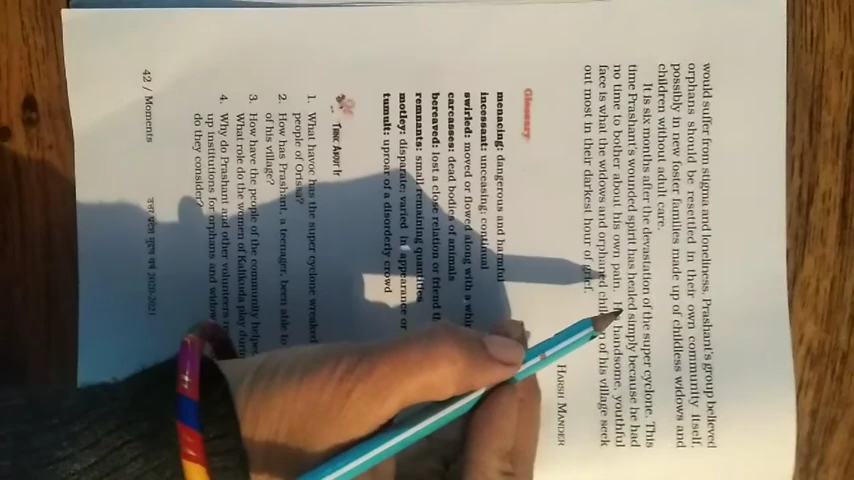 would suffer from stigma and loneliness. Prashant's group believed
orphans should be resettled in their own community itself,
possibly in new foster families made up of childless widows and
children without adult care.
It is six months after the devastation of the super cyclone. This
time Prashant's wounded spirit has healed simply because he had
no time to bother about his own pain. handsome, youthful
face is what the widows and orphaned of his village seek
out most in their darkest hour of grief.
HARSH MANDER
Glossary
menacing: dangerous and harmful
incessant: unceasing; continual
swirled: moved or flowed along with a
carcasses: dead bodies of animals
bereaved: lost a close relation or friend
remnants: small remaining quantities
motley: disparate; varied in appearance or
tumult: uproar of a disorderly crowd
THINK ABOUT IT
1. What havoc has the super cyclone wreaked
people of Orissa?
2. How has Prashant, a teenager, been able to
of his village?
3. How have the people of the community
What role do the women of Kalikuda play
4. Why do Prashant and other volunteers
up institutions for orphans and
do they consider?
42 / Moments
2020-2021